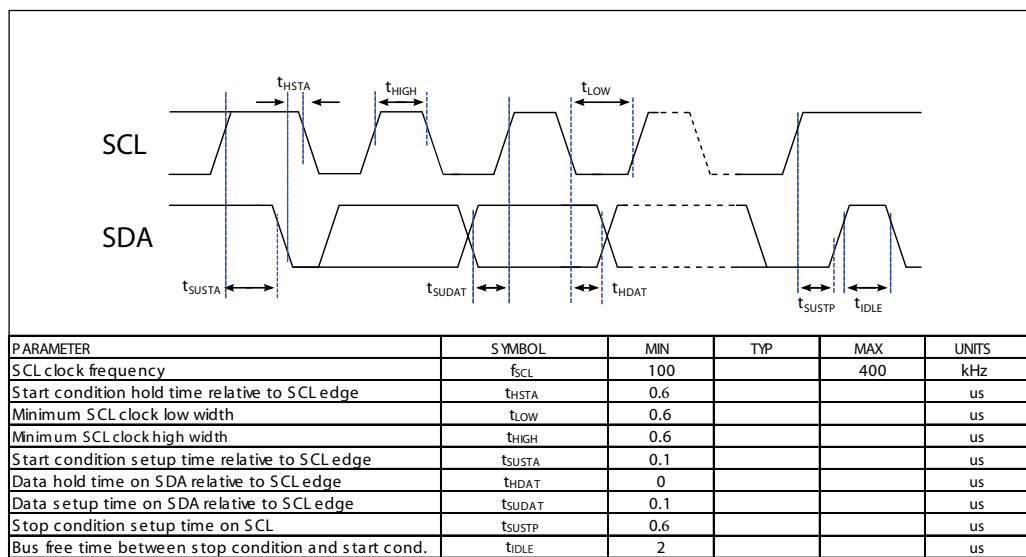 tHSTA
tHIGH
tLOW
SCL
SDA
tSUSTA
tSUDAT
tHDAT
tSUSTP
tIDLE
PARAMETER SYMBOL MIN TYP MAX UNITS
SCL clock frequency fSCL 100 400 kHz
Start condition hold time relative to SCL edge tHSTA 0.6 us
Minimum SCL clock low width tLOW 0.6 us
Minimum SCL clock high width tHIGH 0.6 us
Start condition setup time relative to SCL edge tSUSTA 0.1 us
Data hold time on SDA relative to SCL edge tHDAT 0 us
Data setup time on SDA relative to SCL edge tSUDAT 0.1 us
Stop condition setup time on SCL tSUSTP 0.6 us
Bus free time between stop condition and start cond. tIDLE 2 us